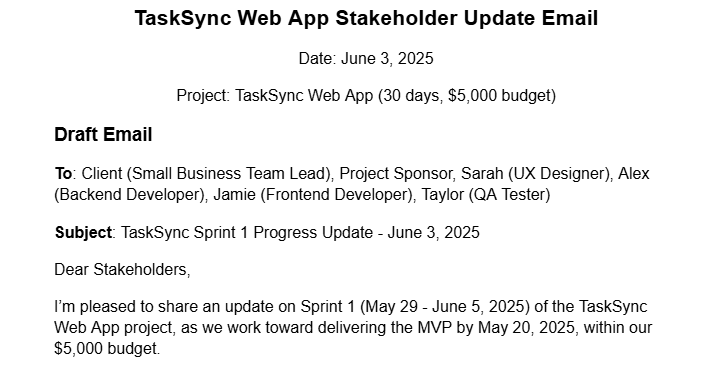 TaskSync Web App Stakeholder Update Email
Date: June 3, 2025
Project: TaskSync Web App (30 days, $5,000 budget)
Draft Email
To: Client (Small Business Team Lead), Project Sponsor, Sarah (UX Designer), Alex
(Backend Developer), Jamie (Frontend Developer), Taylor (QA Tester)
Subject: TaskSync Sprint 1 Progress Update - June 3, 2025
Dear Stakeholders,
I’m pleased to share an update on Sprint 1 (May 29 - June 5, 2025) of the TaskSync
Web App project, as we work toward delivering the MVP by May 20, 2025, within our
$5,000 budget.